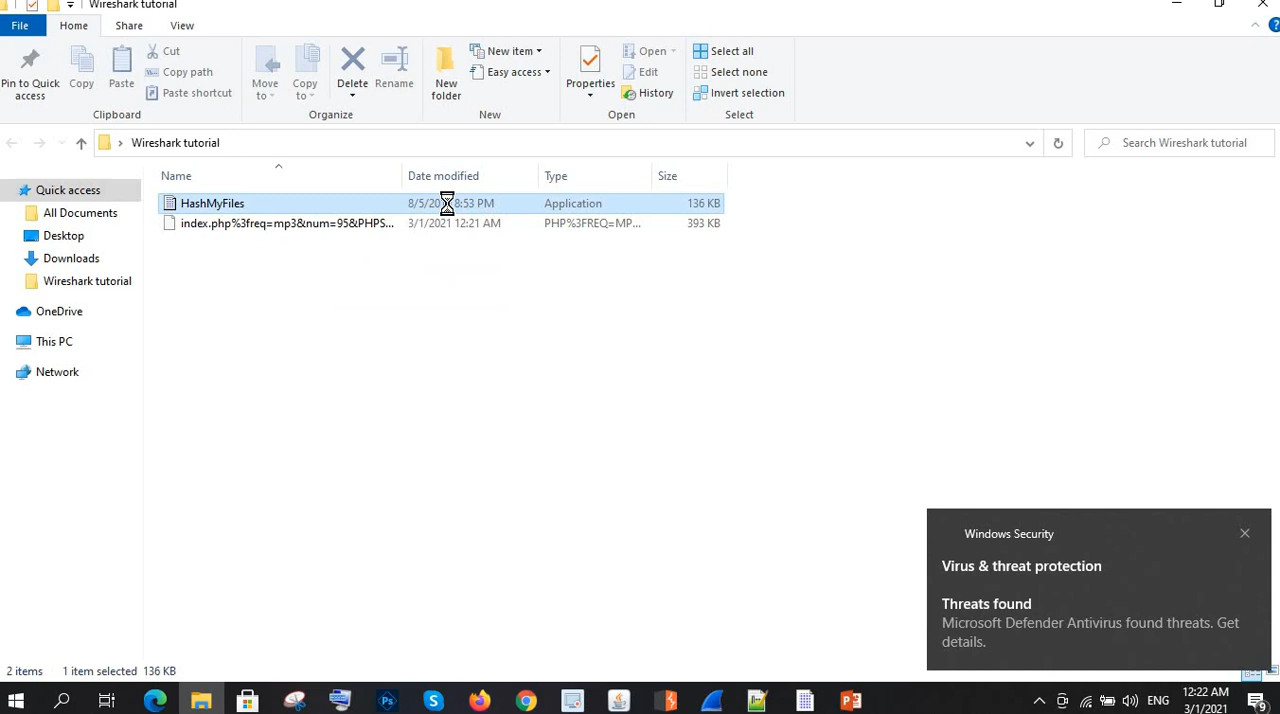 Wireshark tutorial
File Home Share View
Pin to Quick access
Copy
Paste
Cut
Copy path
Paste shortcut
Clipboard
Move to
Copy to
Delete
Rename
Organize
New folder
New item
Easy access
New
Properties
Open
Edit
History
Open
Select all
Select none
Invert selection
Select
Wireshark tutorial
Search Wireshark tutorial
Name Date modified Type Size
Quick access
All Documents
Desktop
Downloads
Wireshark tutorial
OneDrive
This PC
Network
HashMyFiles 8:53 PM Application 136 KB
index.php%3freq=mp3&num=95&PHPS... 3/1/2021 12:21 AM PHP%3FREQ=MP... 393 KB
Windows Security
Virus & threat protection
Threats found
Microsoft Defender Antivirus found threats. Get
details.
2 items 1 item selected 136 KB
ENG
12:22 AM
3/1/2021
9